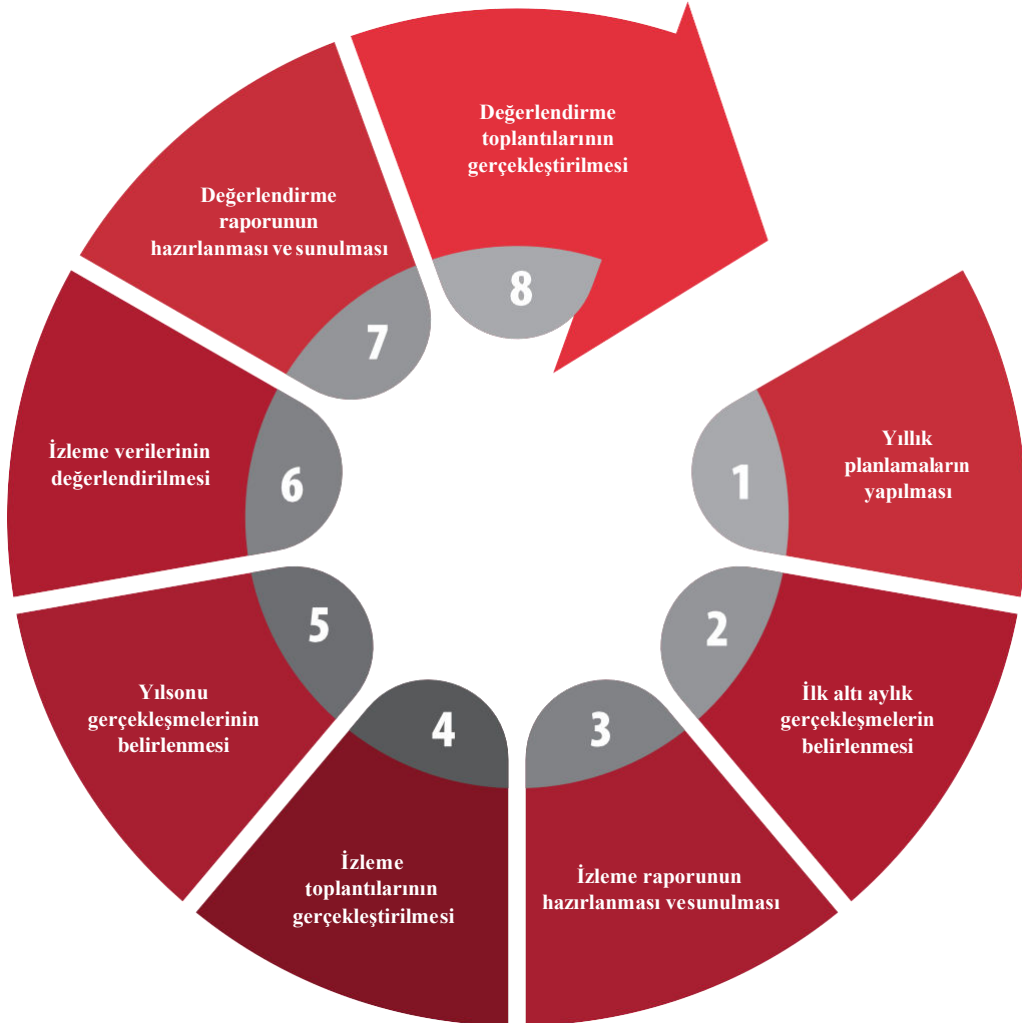 1
Yıllık
planlamaların
yapılması
2
İlk altı aylık
gerçekleşmelerin
belirlenmesi
3
İzleme raporunun
hazırlanması vesunulması
4
İzleme
toplantılarının
gerçekleştirilmesi
5
Yılsonu
gerçekleşmelerinin
belirlenmesi
6
İzleme verilerinin
değerlendirilmesi
7
Değerlendirme
raporunun
hazırlanması ve sunulması
8
Değerlendirme
toplantılarının
gerçekleştirilmesi